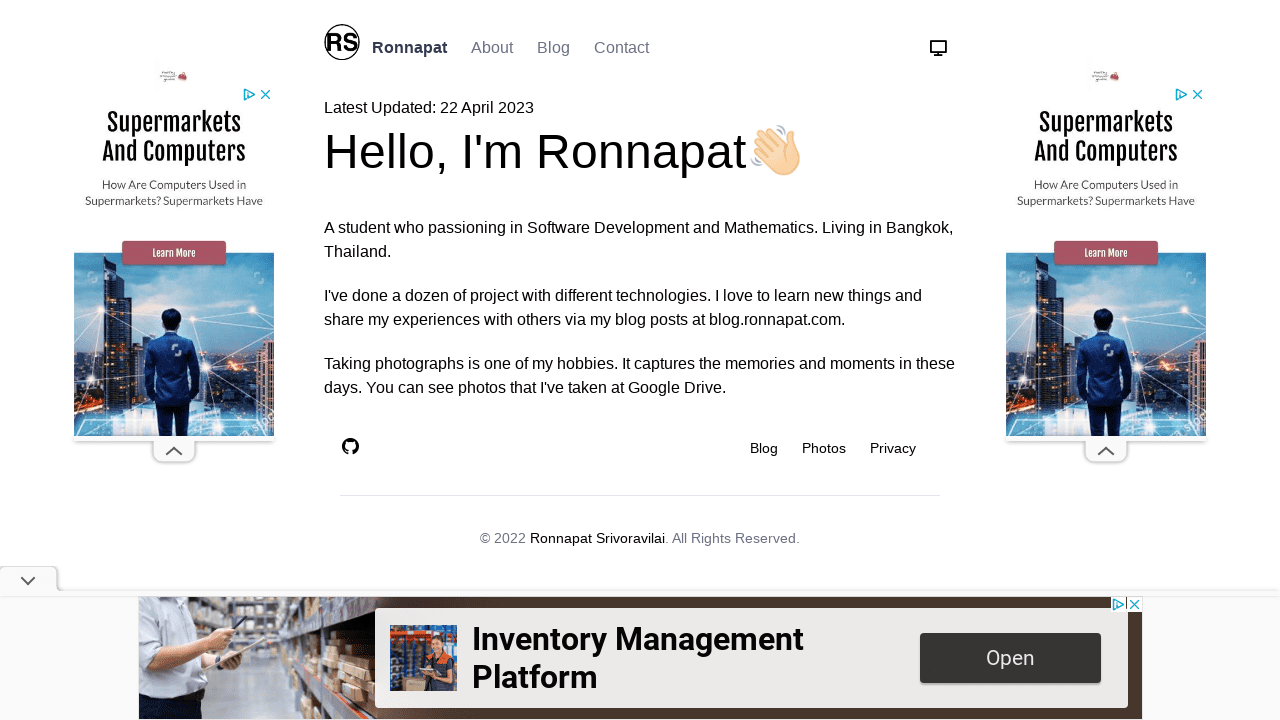 RS Ronnapat About Blog Contact
Latest Updated: 22 April 2023
Hello, I'm Ronnapat👋🏻
A student who passioning in Software Development and Mathematics. Living in Bangkok,
Thailand.
I've done a dozen of project with different technologies. I love to learn new things and
share my experiences with others via my blog posts at blog.ronnapat.com.
Taking photographs is one of my hobbies. It captures the memories and moments in these
days. You can see photos that I've taken at Google Drive.
Blog Photos Privacy
© 2022 Ronnapat Srivoravilai. All Rights Reserved.
Supermarkets
And Computers
How Are Computers Used in
Supermarkets? Supermarkets Have
Learn More
Supermarkets
And Computers
How Are Computers Used in
Supermarkets? Supermarkets Have
Learn More
Inventory Management
Platform
Open